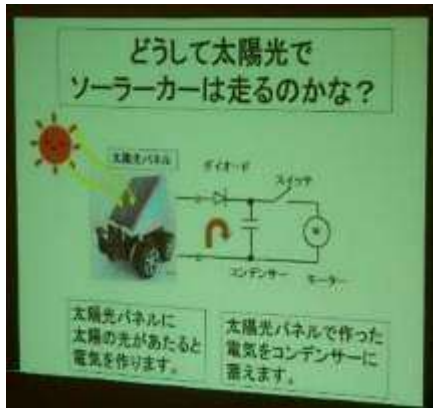 どうして太陽光で
ソーラーカーは走るのかな？
太陽光パネル
ダイオード
スイッチ
コンデンサー
モーター
太陽光パネルに
太陽の光があたると
電気を作ります。
太陽光パネルで作った
電気をコンデンサーに
蓄えます。